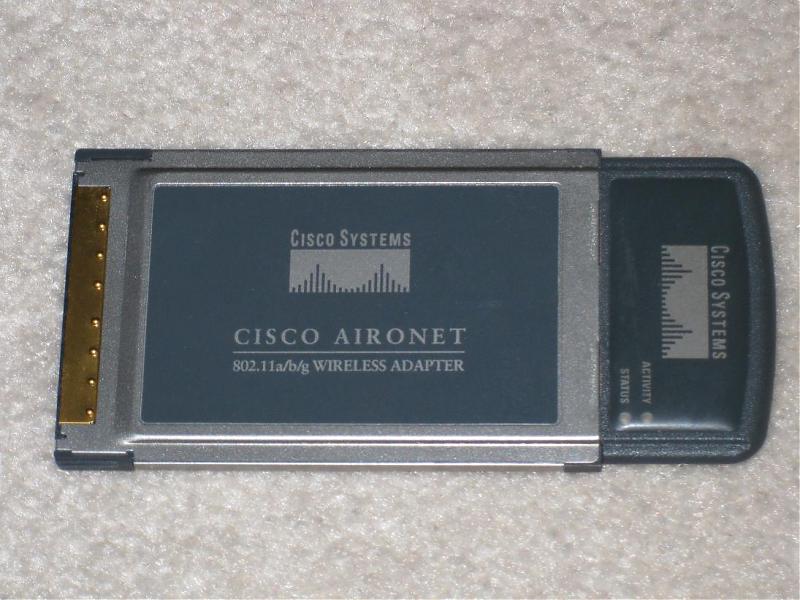 CISCO SYSTEMS
CISCO AIRONET
802.11a/b/g WIRELESS ADAPTER
CISCO SYSTEMS
ACTIVITY
STATUS